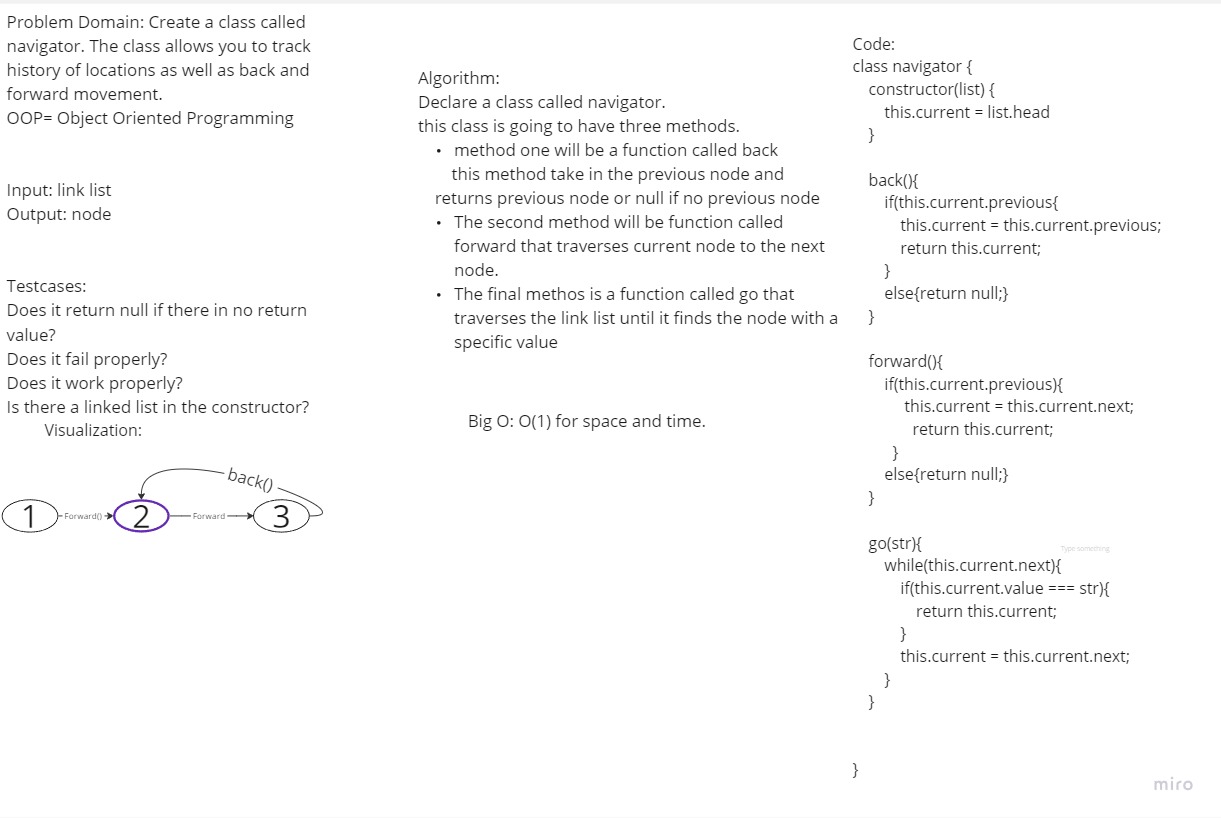 Problem Domain: Create a class called
navigator. The class allows you to track
history of locations as well as back and
forward movement.
OOP= Object Oriented Programming
Input: link list
Output: node
Testcases:
Does it return null if there in no return
value?
Does it fail properly?
Does it work properly?
Is there a linked list in the constructor?
Visualization:
back()
1
Forward()
2
Forward
3
Algorithm:
Declare a class called navigator.
this class is going to have three methods.
• method one will be a function called back
this method take in the previous node and
returns previous node or null if no previous node
• The second method will be function called
forward that traverses current node to the next
node.
• The final methos is a function called go that
traverses the link list until it finds the node with a
specific value
Big O: O(1) for space and time.
Code:
class navigator {
constructor(list) {
this.current = list.head
}
back(){
if(this.current.previous{
this.current = this.current.previous;
return this.current;
}
else{return null;}
}
forward(){
if(this.current.previous){
this.current = this.current.next;
return this.current;
}
else{return null;}
}
go(str){
Type something
while(this.current.next){
if(this.current.value === str){
return this.current;
}
this.current = this.current.next;
}
}
}
miro